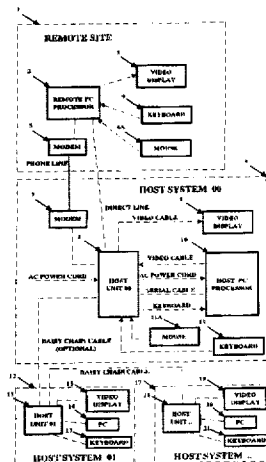 REMOTE SITE
VIDEO
DISPLAY
REMOTE PC
PROCESSOR
KEYBOARD
MOUSE
MODEM
PHONE LINE
HOST SYSTEM 00
DIRECT LINE
VIDEO CABLE
VIDEO
DISPLAY
MODEM
HOST
UNIT 00
VIDEO CABLE
AC POWER CORD
AC POWER CORD
SERIAL CABLE
KEYBOARD
HOST PC
PROCESSOR
MOUSE
KEYBOARD
DAISY CHAIN CABLE
(OPTIONAL)
DAISY CHAIN CABLE
HOST
UNIT 01
VIDEO
DISPLAY
PC
KEYBOARD
HOST SYSTEM 01
HOST
UNIT ..
VIDEO
DISPLAY
PC
KEYBOARD
HOST SYSTEM